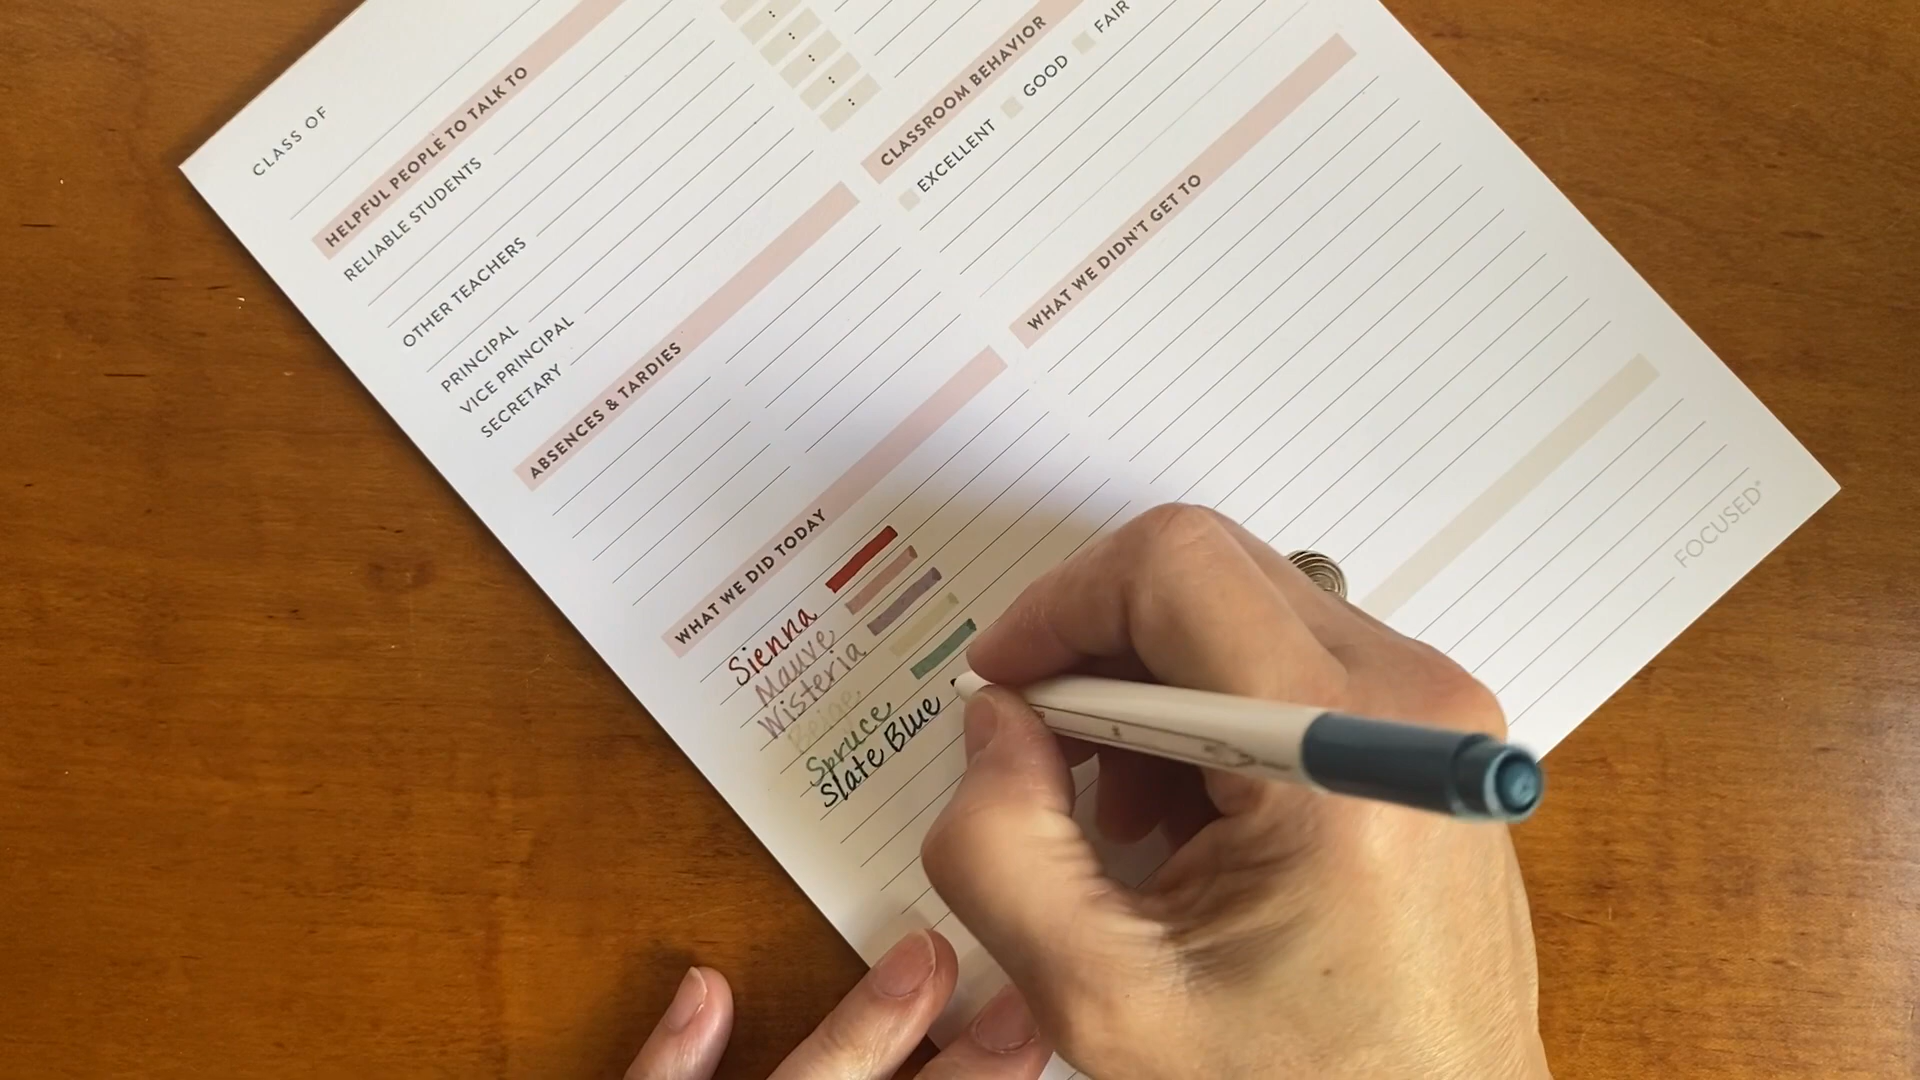 CLASS OF
HELPFUL PEOPLE TO TALK TO
RELIABLE STUDENTS
OTHER TEACHERS
PRINCIPAL
VICE PRINCIPAL
SECRETARY
ABSENCES & TARDIES
WHAT WE DID TODAY
Sienna
Mauve
Wisteria
Beige
Spruce
Slate Blue
CLASSROOM BEHAVIOR
EXCELLENT GOOD FAIR
WHAT WE DIDN'T GET TO
FOCUSED